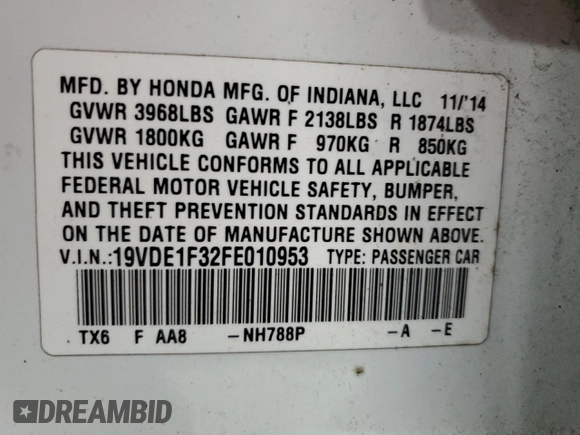 MFD. BY HONDA MFG. OF INDIANA, LLC 11/'14
GVWR 3968LBS GAWR F 2138LBS R 1874LBS
GVWR 1800KG GAWR F 970KG R 850KG
THIS VEHICLE CONFORMS TO ALL APPLICABLE
FEDERAL MOTOR VEHICLE SAFETY, BUMPER,
AND THEFT PREVENTION STANDARDS IN EFFECT
ON THE DATE OF MANUFACTURE SHOWN ABOVE.
V.I.N.:19VDE1F32FE010953 TYPE: PASSENGER CAR
TX6 F AA8 -NH788P -A -E
DREAMBID